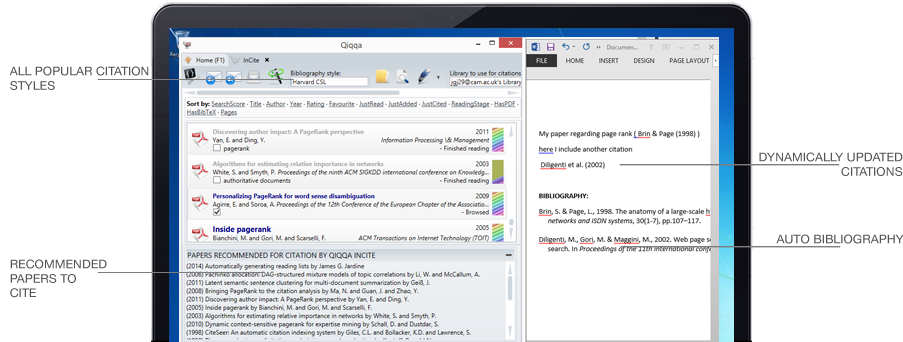 ALL POPULAR CITATION
STYLES
RECOMMENDED
PAPERS TO
CITE
Qiqqa
Home (F1)
InCite
Bibliography style:
Harvard CSL
Library to use for citations
jgj29@cam.ac.uk's Library
Sort by: SearchScore - Title - Author - Year - Rating - Favourite - JustRead - JustAdded - JustCited - ReadingStage - HasPDF -
HasBibTeX - Pages
Discovering author impact: A PageRank perspective 2011
Yan, E. and Ding, Y. Information Processing \& Management
pagerank - Finished reading
Algorithms for estimating relative importance in networks 2003
White, S. and Smyth, P. Proceedings of the ninth ACM SIGKDD international conference on Knowledg...
authoritative documents - Finished reading
Personalizing PageRank for word sense disambiguation 2009
Agirre, E. and Soroa, A. Proceedings of the 12th Conference of the European Chapter of the Associatio...
- Browsed
Inside pagerank 2005
Bianchini, M. and Gori, M. and Scarselli, F. ACM Transactions on Internet Technology (TOIT)
PAPERS RECOMMENDED FOR CITATION BY QIQQA INCITE
(2014) Automatically generating reading lists by James G. Jardine
(2006) Pachinko allocation: DAG-structured mixture models of topic correlations by Li, W. and McCallum, A.
(2011) Latent semantic sentence clustering for multi-document summarization by Geiß, J.
(2008) Bringing PageRank to the citation analysis by Ma, N. and Guan, J. and Zhao, Y.
(2011) Discovering author impact: A PageRank perspective by Yan, E. and Ding, Y.
(2005) Inside pagerank by Bianchini, M. and Gori, M. and Scarselli, F.
(2003) Algorithms for estimating relative importance in networks by White, S. and Smyth, P.
(2010) Dynamic context-sensitive pagerank for expertise mining by Schall, D. and Dustdar, S.
(1998) CiteSeer: An automatic citation indexing system by Giles, C.L. and Bollacker, K.D. and Lawrence, S.
Documen...
FILE HOME INSERT DESIGN PAGE LAYOUT
My paper regarding page rank ( Brin & Page (1998) )
here I include another citation
Diligenti et al. (2002)
BIBLIOGRAPHY:
Brin, S. & Page, L., 1998. The anatomy of a large-scale h
networks and ISDN systems, 30(1-7), pp.107–117.
Diligenti, M., Gori, M. & Maggini, M., 2002. Web page sc
search. In Proceedings of the 11th international confe
DYNAMICALLY UPDATED
CITATIONS
AUTO BIBLIOGRAPHY